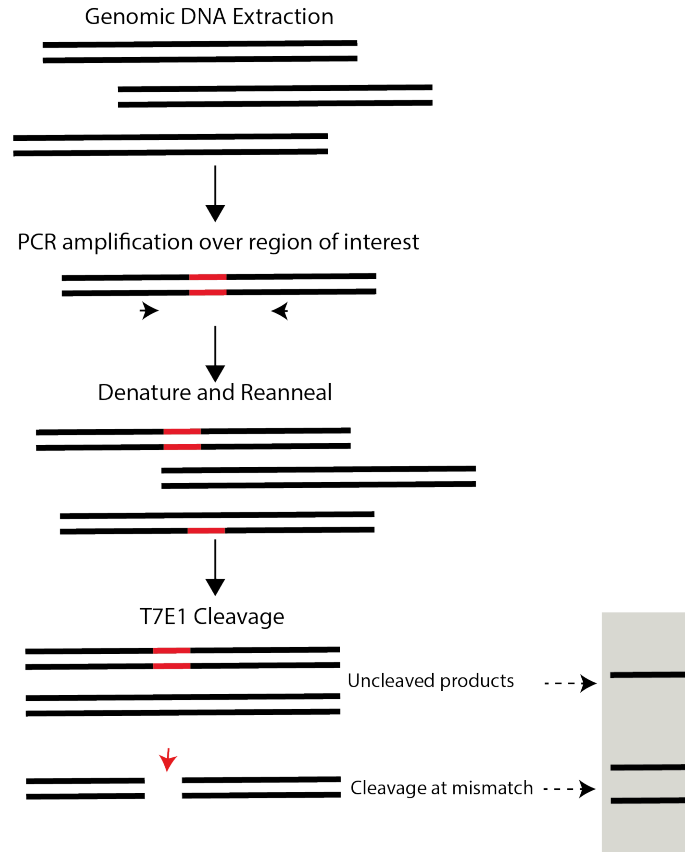 Genomic DNA Extraction
PCR amplification over region of interest
Denature and Reanneal
T7E1 Cleavage
Uncleaved products
Cleavage at mismatch